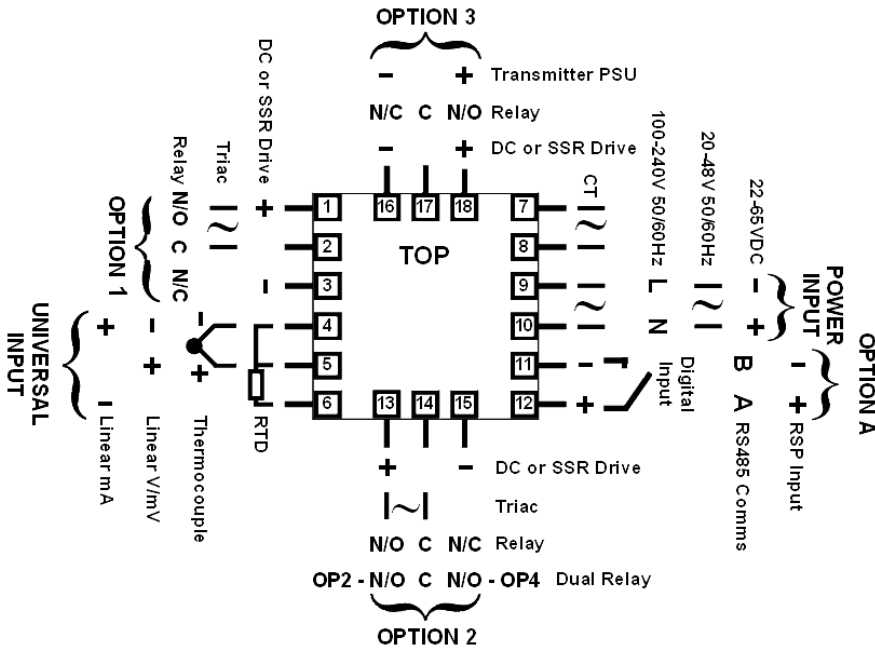 OPTION 3
- + Transmitter PSU
N/C C N/O Relay
- + DC or SSR Drive
DC or SSR Drive
+
-
Triac
~
Relay N/O C N/C
OPTION 1
1
2
3
4
5
6
16 17 18
TOP
7
8
9
10
11
12
13 14 15
CT
~
~
100-240V 50/60Hz
L N
20-48V 50/60Hz
~
22-65VDC
- +
POWER
INPUT
OPTION A
- + RSP Input
B A RS485 Comms
Digital
Input
-
+
UNIVERSAL
INPUT
+ - Linear mA
- + Linear V/mV
- + Thermocouple
RTD
+ - DC or SSR Drive
~ Triac
N/O C N/C Relay
OP2 - N/O C N/O - OP4 Dual Relay
OPTION 2